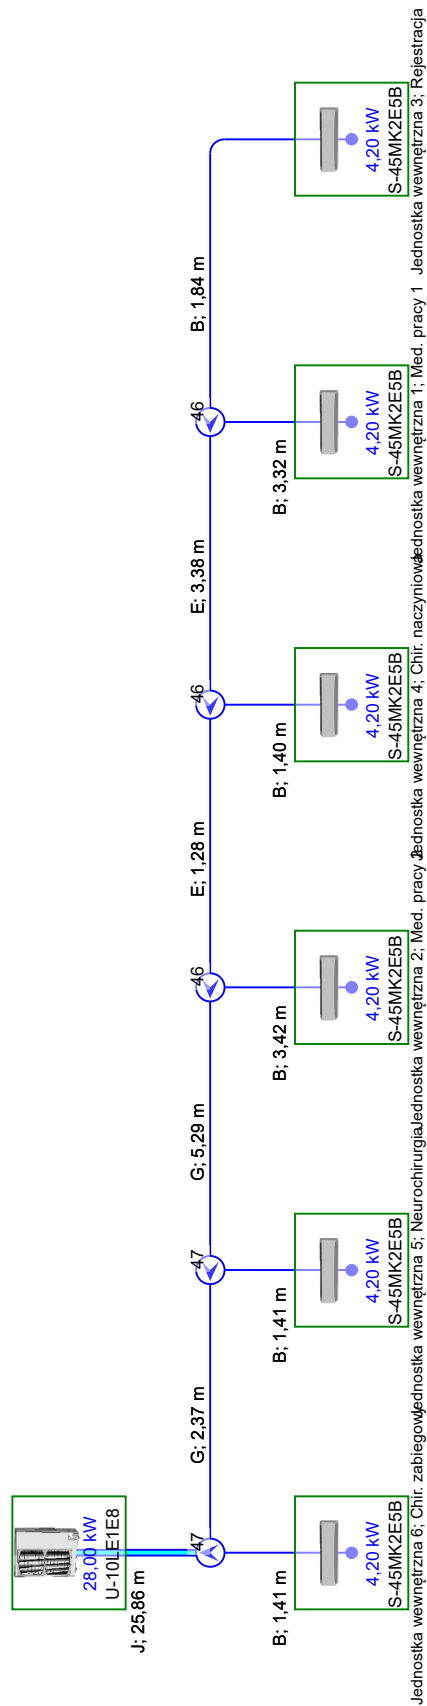 28,00 kW
U-10LE1E8
J; 25,86 m
47
G; 2,37 m
47
G; 5,29 m
46
E; 1,28 m
46
E; 3,38 m
46
B; 1,84 m
B; 1,41 m
4,20 kW
S-45MK2E5B
Jednostka wewnętrzna 6; Chir. zabiegowy
B; 1,41 m
4,20 kW
S-45MK2E5B
Jednostka wewnętrzna 5; Neurochirurgia
B; 3,42 m
4,20 kW
S-45MK2E5B
Jednostka wewnętrzna 2; Med. pracy 2
B; 1,40 m
4,20 kW
S-45MK2E5B
Jednostka wewnętrzna 4; Chir. naczyniowa
B; 3,32 m
4,20 kW
S-45MK2E5B
Jednostka wewnętrzna 1; Med. pracy 1
4,20 kW
S-45MK2E5B
Jednostka wewnętrzna 3; Rejestracja